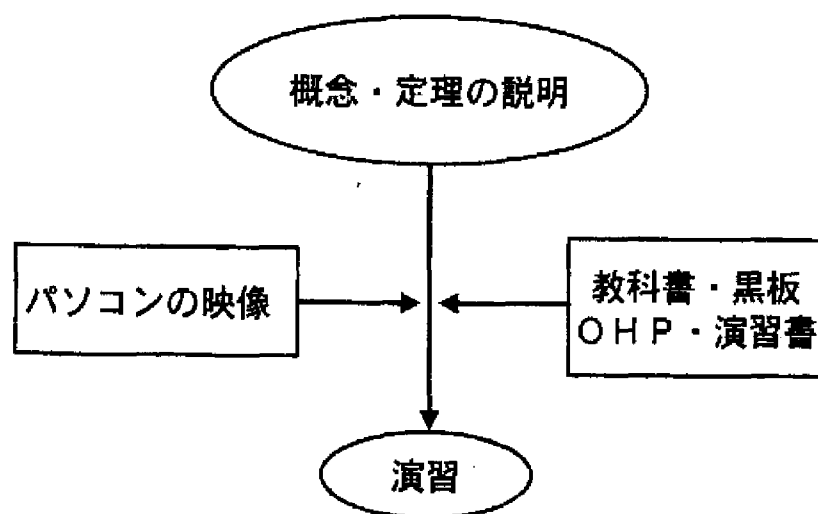 概念・定理の説明
パソコンの映像
教科書・黒板
ＯＨＰ・演習書
演習